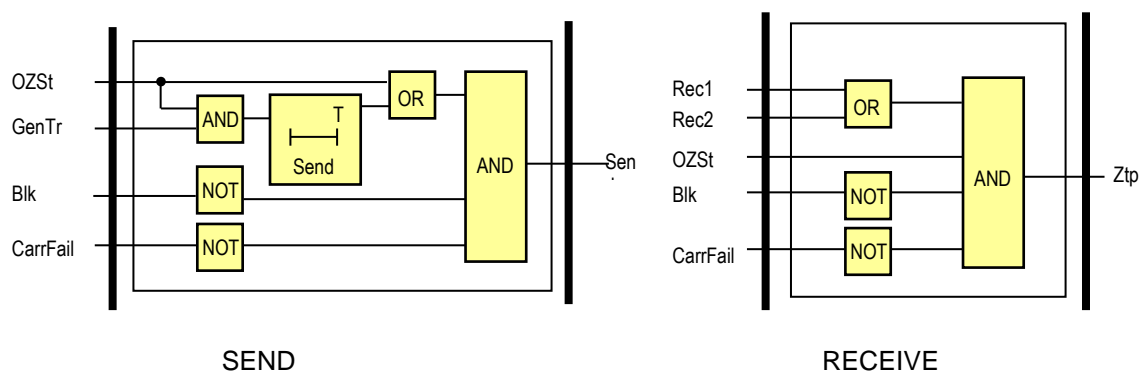 OZSt
GenTr
Blk
CarrFail
AND
NOT
NOT
T
Send
OR
AND
Sen
SEND
Rec1
Rec2
OZSt
Blk
CarrFail
OR
NOT
NOT
AND
Ztp
RECEIVE